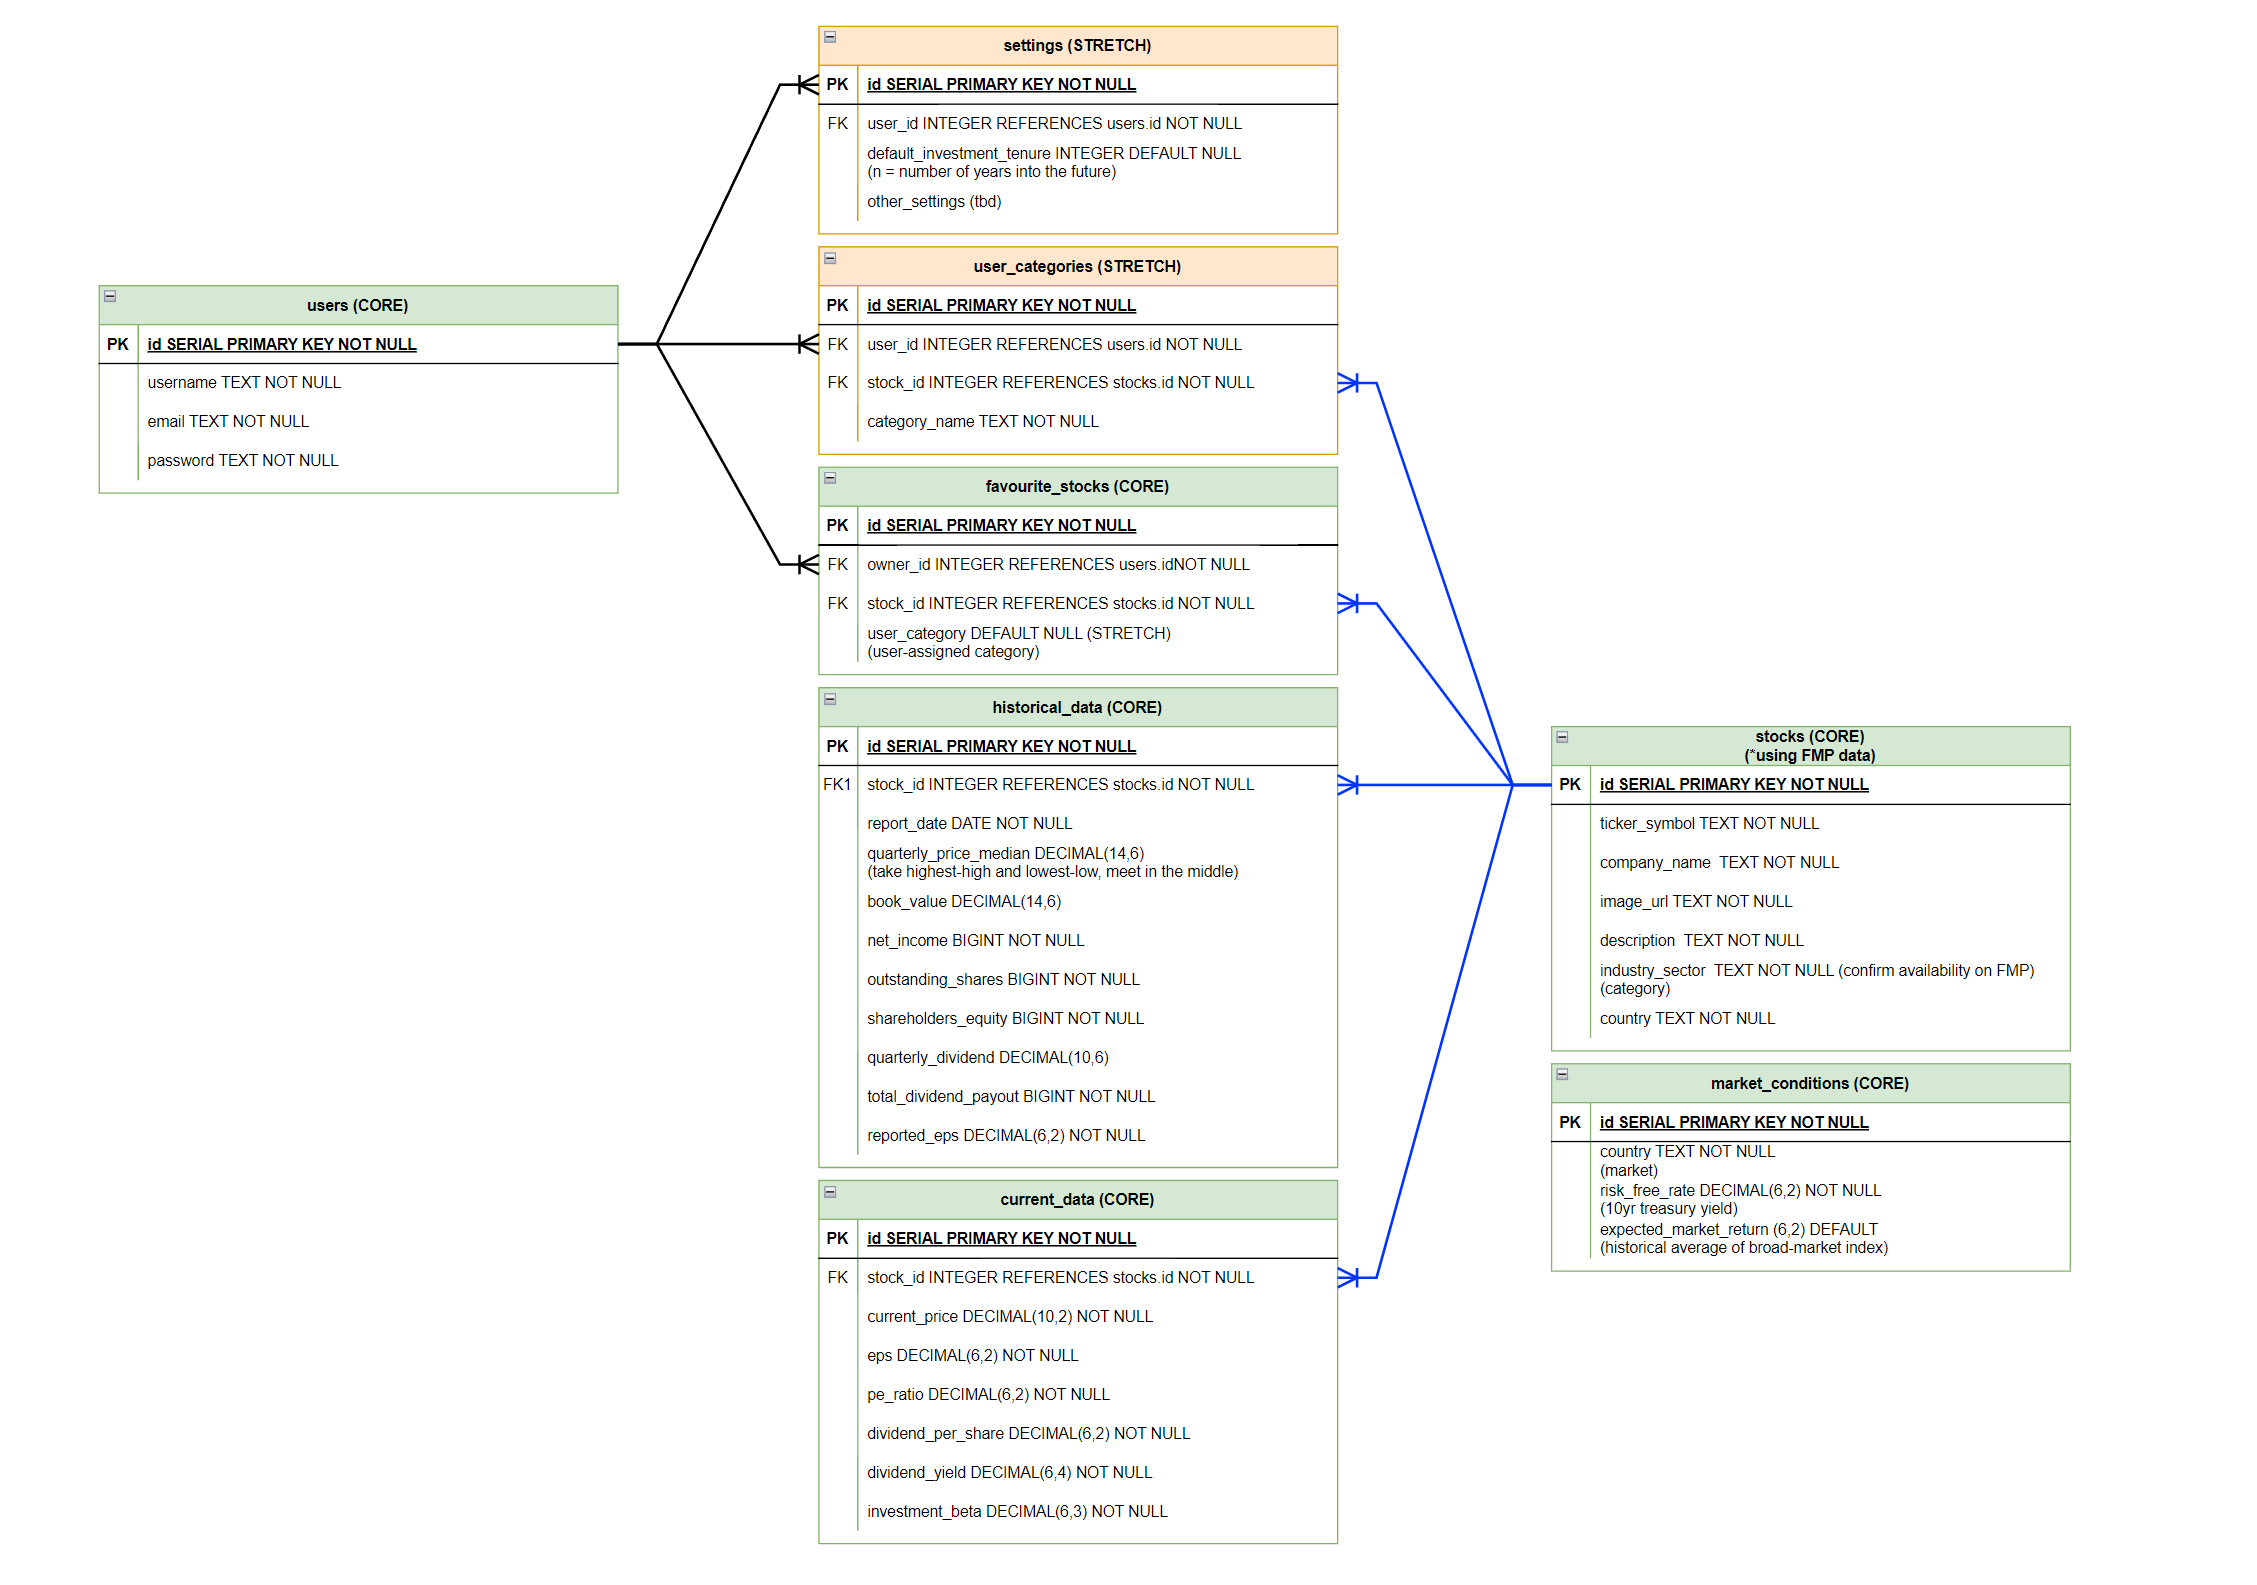 settings (STRETCH)
PK id SERIAL PRIMARY KEY NOT NULL
FK user_id INTEGER REFERENCES users.id NOT NULL
default_investment_tenure INTEGER DEFAULT NULL
(n = number of years into the future)
other_settings (tbd)
user_categories (STRETCH)
PK id SERIAL PRIMARY KEY NOT NULL
FK user_id INTEGER REFERENCES users.id NOT NULL
FK stock_id INTEGER REFERENCES stocks.id NOT NULL
category_name TEXT NOT NULL
users (CORE)
PK id SERIAL PRIMARY KEY NOT NULL
username TEXT NOT NULL
email TEXT NOT NULL
password TEXT NOT NULL
favourite_stocks (CORE)
PK id SERIAL PRIMARY KEY NOT NULL
FK owner_id INTEGER REFERENCES users.idNOT NULL
FK stock_id INTEGER REFERENCES stocks.id NOT NULL
user_category DEFAULT NULL (STRETCH)
(user-assigned category)
historical_data (CORE)
PK id SERIAL PRIMARY KEY NOT NULL
FK1 stock_id INTEGER REFERENCES stocks.id NOT NULL
report_date DATE NOT NULL
quarterly_price_median DECIMAL(14,6)
(take highest-high and lowest-low, meet in the middle)
book_value DECIMAL(14,6)
net_income BIGINT NOT NULL
outstanding_shares BIGINT NOT NULL
shareholders_equity BIGINT NOT NULL
quarterly_dividend DECIMAL(10,6)
total_dividend_payout BIGINT NOT NULL
reported_eps DECIMAL(6,2) NOT NULL
current_data (CORE)
PK id SERIAL PRIMARY KEY NOT NULL
FK stock_id INTEGER REFERENCES stocks.id NOT NULL
current_price DECIMAL(10,2) NOT NULL
eps DECIMAL(6,2) NOT NULL
pe_ratio DECIMAL(6,2) NOT NULL
dividend_per_share DECIMAL(6,2) NOT NULL
dividend_yield DECIMAL(6,4) NOT NULL
investment_beta DECIMAL(6,3) NOT NULL
stocks (CORE)
(*using FMP data)
PK id SERIAL PRIMARY KEY NOT NULL
ticker_symbol TEXT NOT NULL
company_name TEXT NOT NULL
image_url TEXT NOT NULL
description TEXT NOT NULL
industry_sector TEXT NOT NULL (confirm availability on FMP)
(category)
country TEXT NOT NULL
market_conditions (CORE)
PK id SERIAL PRIMARY KEY NOT NULL
country TEXT NOT NULL
(market)
risk_free_rate DECIMAL(6,2) NOT NULL
(10yr treasury yield)
expected_market_return (6,2) DEFAULT
(historical average of broad-market index)